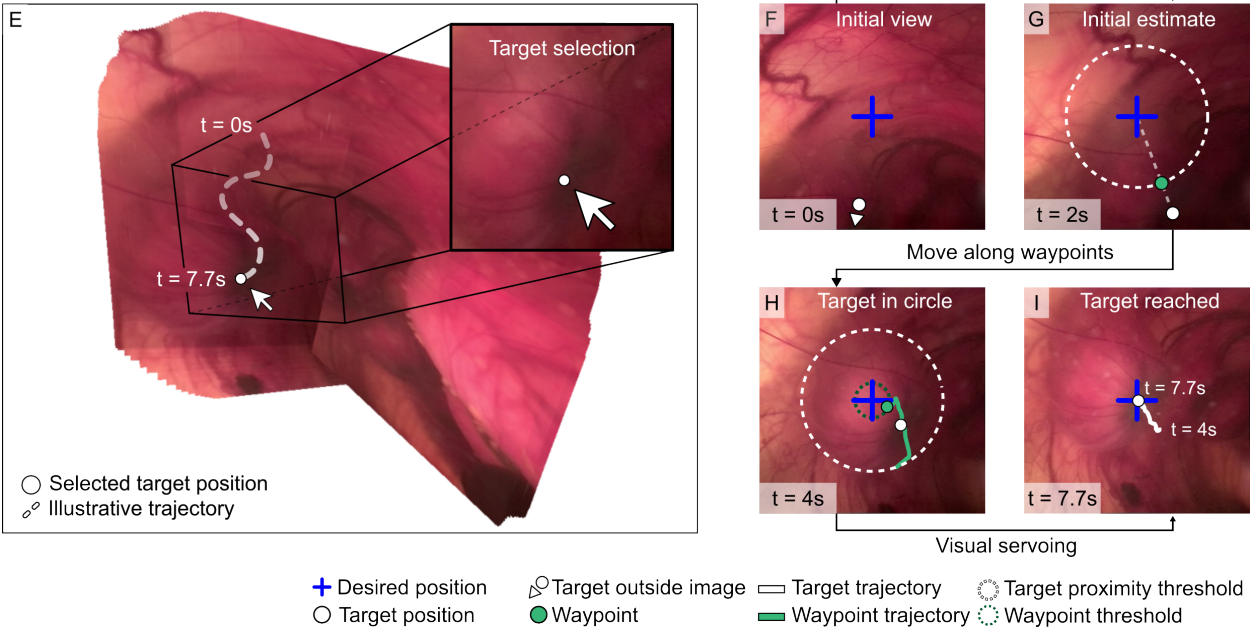 E
Target selection
t = 0s
t = 7.7s
Selected target position
Illustrative trajectory
F
Initial view
t = 0s
G
Initial estimate
t = 2s
Move along waypoints
H
Target in circle
t = 4s
I
Target reached
t = 7.7s
t = 4s
t = 7.7s
Visual servoing
Desired position
Target outside image
Target trajectory
Target proximity threshold
Target position
Waypoint
Waypoint trajectory
Waypoint threshold